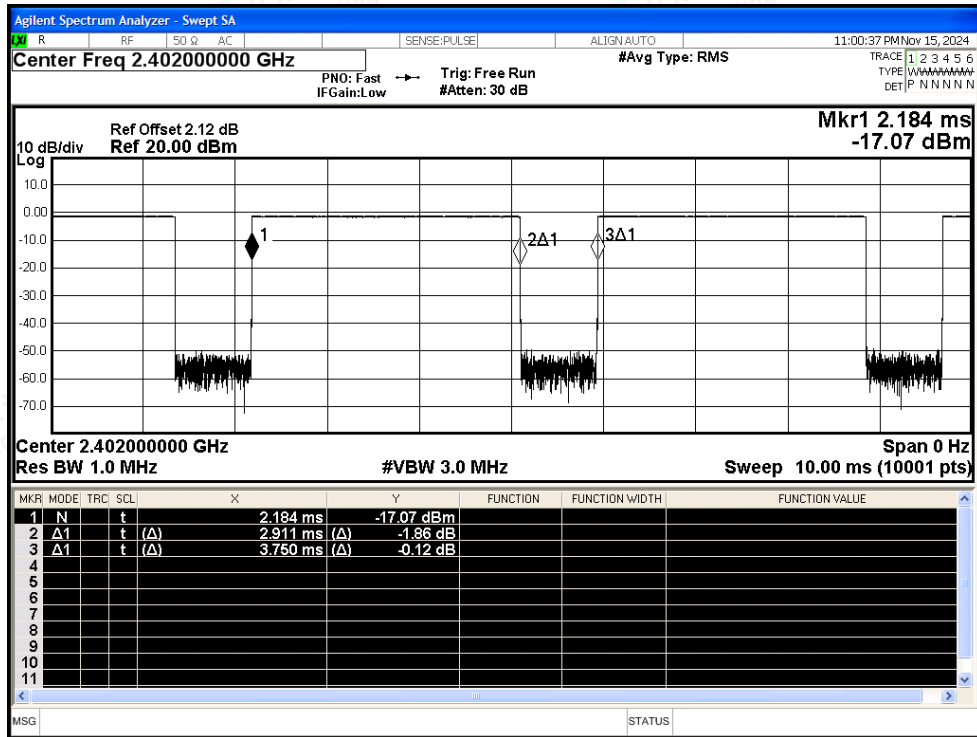 Agilent Spectrum Analyzer - Swept SA
LXI R RF 50 Ω AC SENSE:PULSE ALIGN AUTO 11:00:37 PM Nov 15, 2024
Center Freq 2.402000000 GHz
PNO: Fast
IFGain:Low
Trig: Free Run
#Atten: 30 dB
#Avg Type: RMS
TRACE 1 2 3 4 5 6
TYPE W
DET P N N N N N
Mkr1 2.184 ms
-17.07 dBm
Ref Offset 2.12 dB
10 dB/div Ref 20.00 dBm
Log
10.0
0.00
-10.0
-20.0
-30.0
-40.0
-50.0
-60.0
-70.0
1 2Δ1 3Δ1
Center 2.402000000 GHz Span 0 Hz
Res BW 1.0 MHz #VBW 3.0 MHz Sweep 10.00 ms (10001 pts)
MKR MODE TRC SCL X Y FUNCTION FUNCTION WIDTH FUNCTION VALUE
1 N t 2.184 ms -17.07 dBm
2 Δ1 t (Δ) 2.911 ms (Δ) -1.86 dB
3 Δ1 t (Δ) 3.750 ms (Δ) -0.12 dB
4
5
6
7
8
9
10
11
MSG STATUS